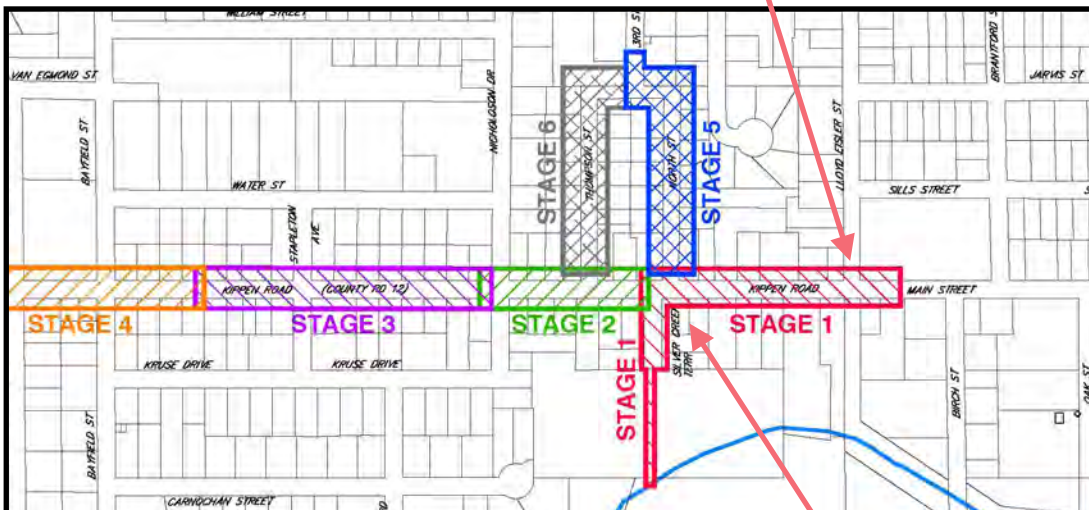 WILLIAM STREET
3RD ST
BRANTFORD S
VAN EGMOND ST.
JARVIS ST
BAYFIELD ST.
NICHOLDSON DR
STAGE 6
THOMPSON ST
NORTH ST
STAGE 5
LLOYD EISLER ST
WATER ST
SILLS STREET
STAPLETON AVE
KIPPEN ROAD (COUNTY RD 12)
KIPPEN ROAD
MAIN STREET
STAGE 4
STAGE 3
STAGE 2
STAGE 1
STAGE 1
SILVER CREEK
TERR.
KRUSE DRIVE
KRUSE DRIVE
BIRCH ST
OAK ST
BAYFIELD ST
CARNOCHAN STREET